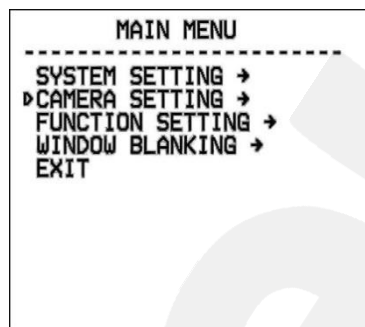 MAIN MENU
SYSTEM SETTING →
CAMERA SETTING →
FUNCTION SETTING →
WINDOW BLANKING →
EXIT